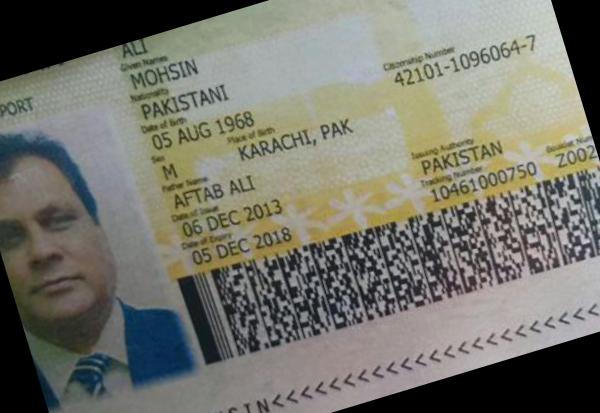 PORT
ALI
Given Names
MOHSIN
Nationality
PAKISTANI
Citizenship Number
42101-1096064-7
Date of Birth
05 AUG 1968
Sex Place of Birth
M KARACHI, PAK
Father Name
AFTAB ALI
Issuing Authority
PAKISTAN
Date of Issue
06 DEC 2013
Tracking Number Booklet Num
10461000750 Z002
Date of Expiry
05 DEC 2018
SIN<<<<<<<<<<<<<<<<<<<<<<